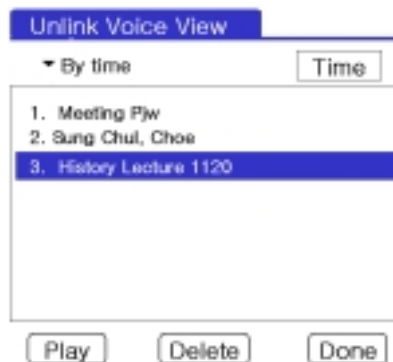 Unlink Voice View
By time Time
1. Meeting Pjw
2. Sung Chul, Choe
3. History Lecture 1120
Play Delete Done